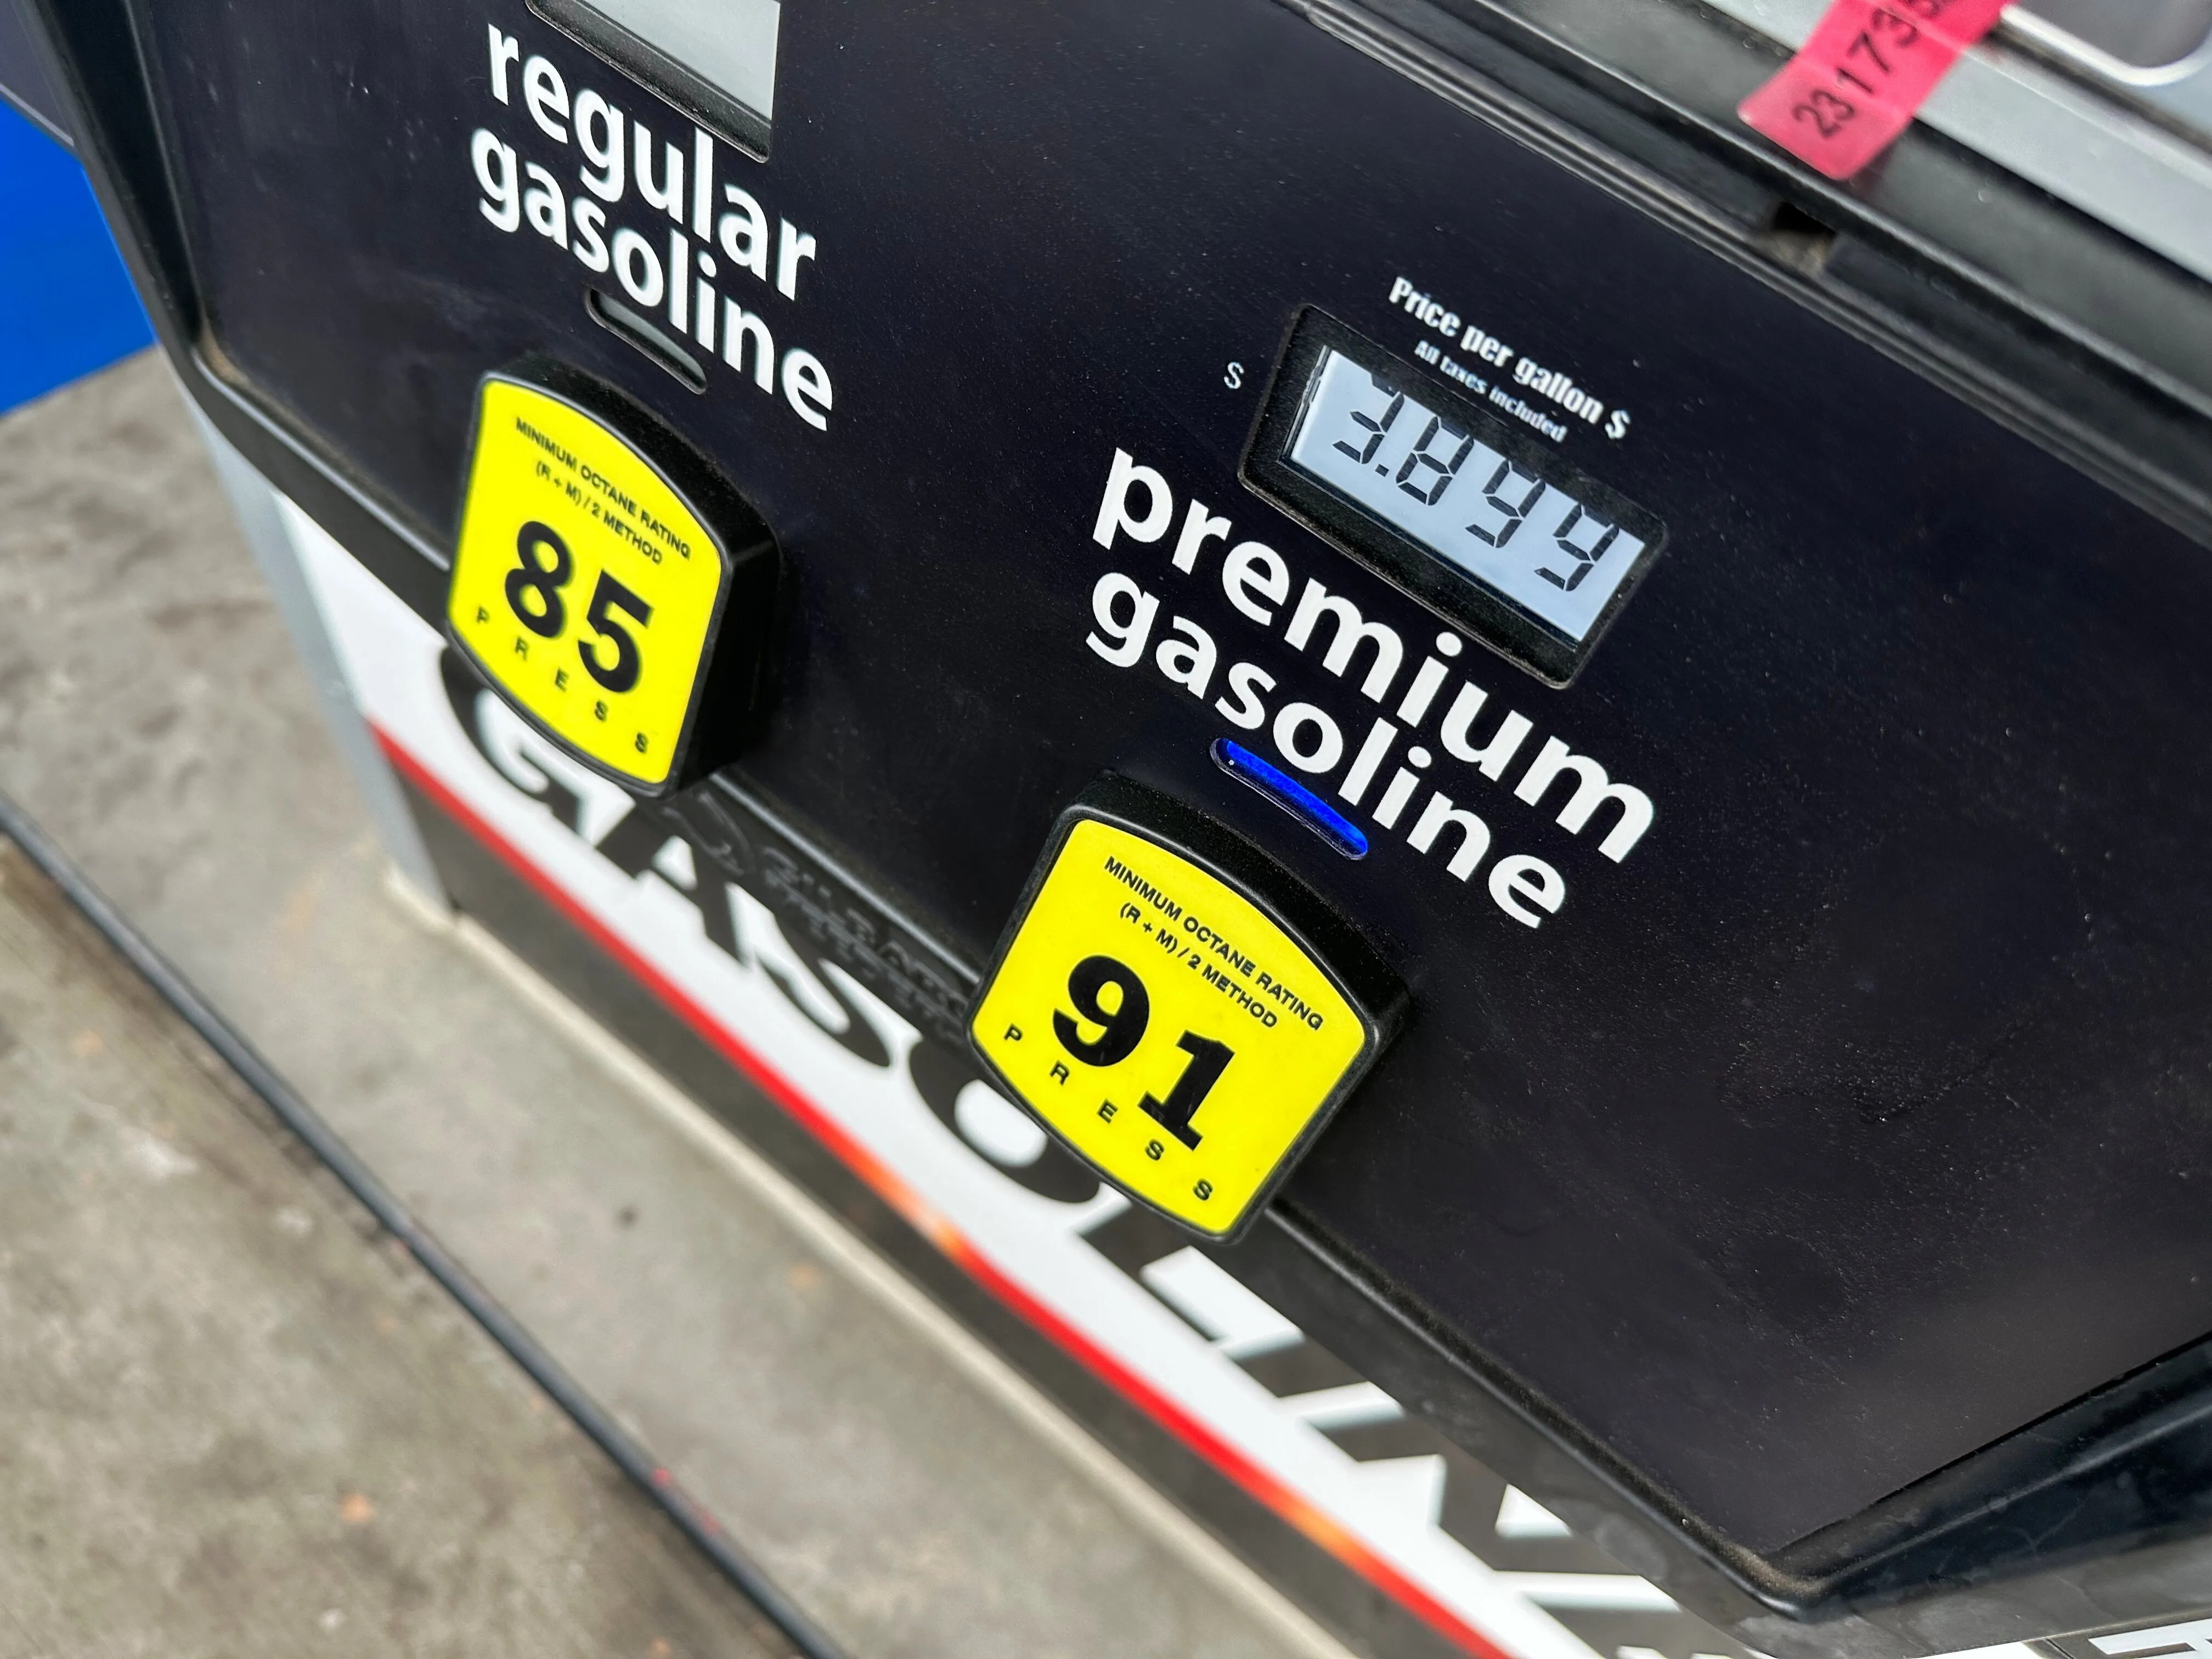 regular
gasoline
MINIMUM OCTANE RATING
(R + M) / 2 METHOD
85
PRESS
Price per gallon $
All taxes included
$
3.899
premium
gasoline
MINIMUM OCTANE RATING
(R + M) / 2 METHOD
91
PRESS
GASOLIN